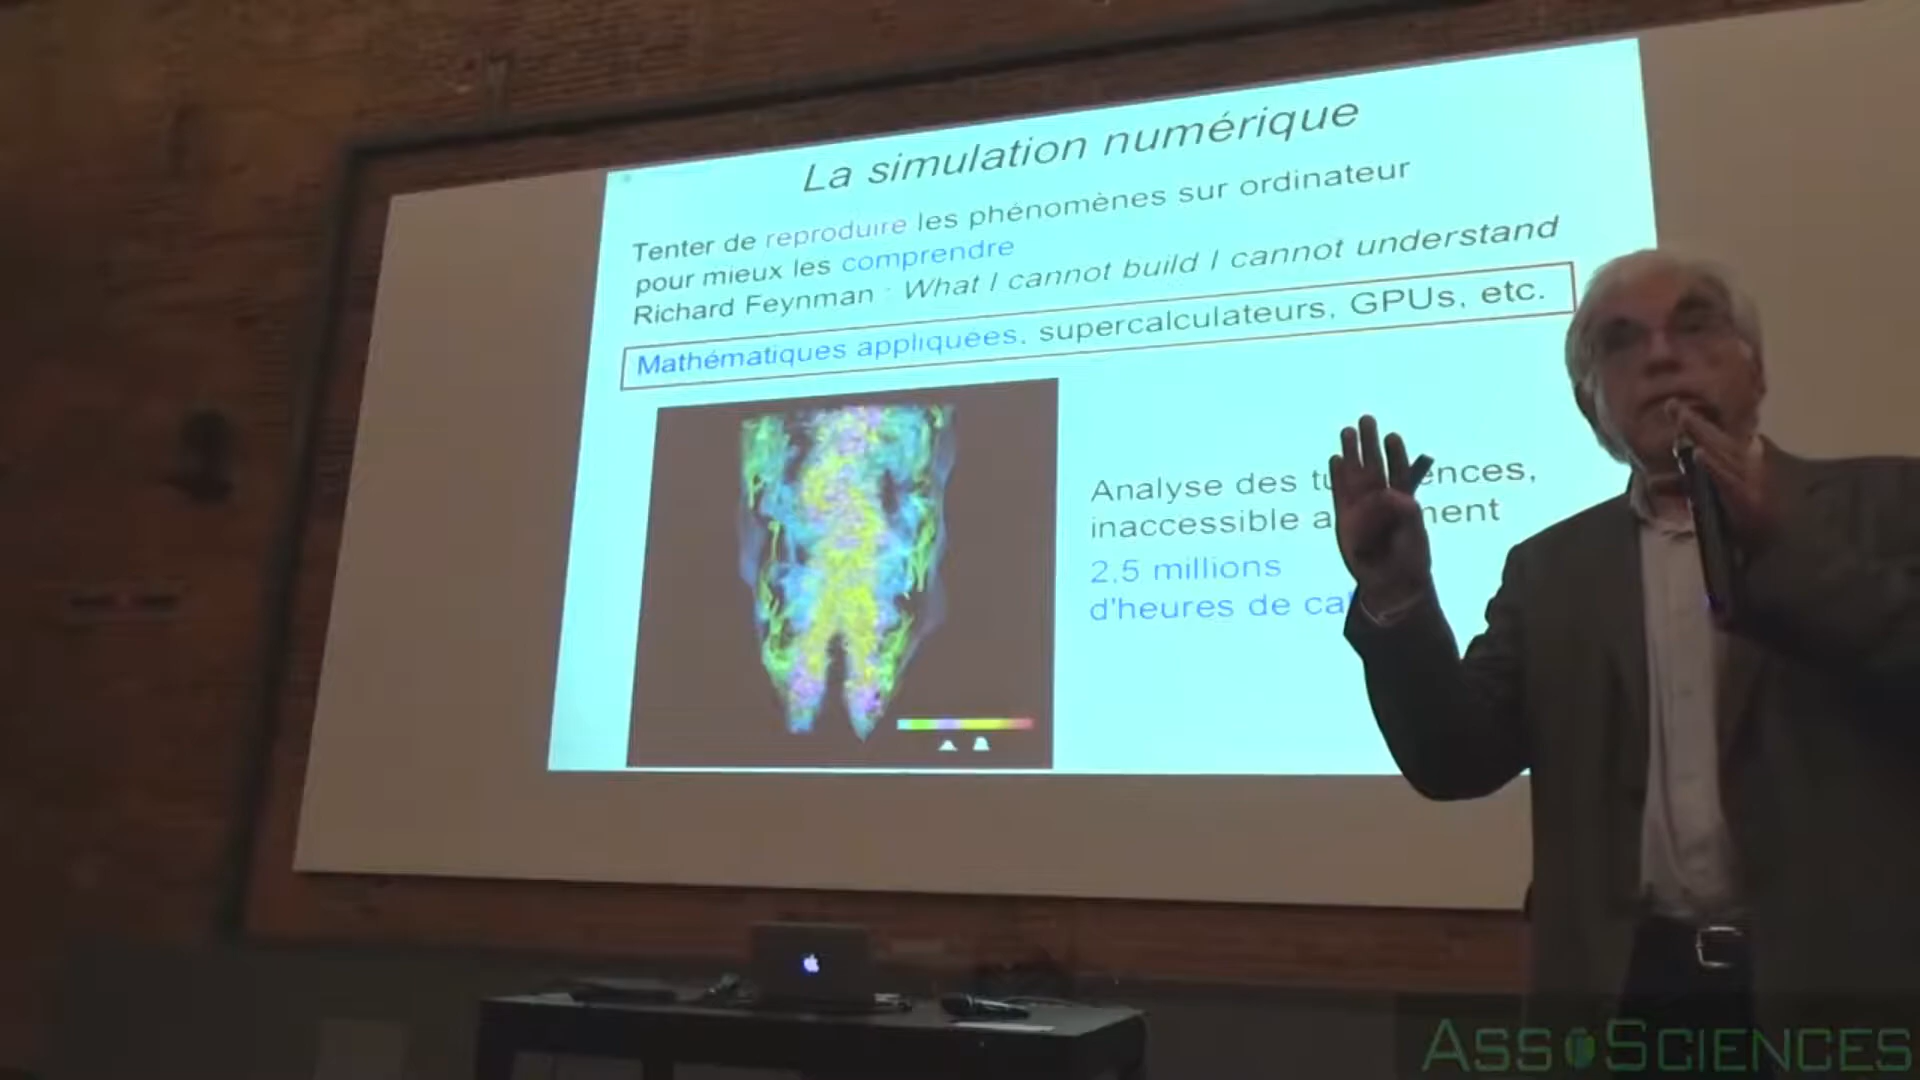 La simulation numérique
Tenter de reproduire les phénomènes sur ordinateur
pour mieux les comprendre
Richard Feynman : What I cannot build I cannot understand
Mathématiques appliquées, supercalculateurs, GPUs, etc.
Analyse des
inaccessible
2.5 millions
d'heures de
ASSOSCIENCES